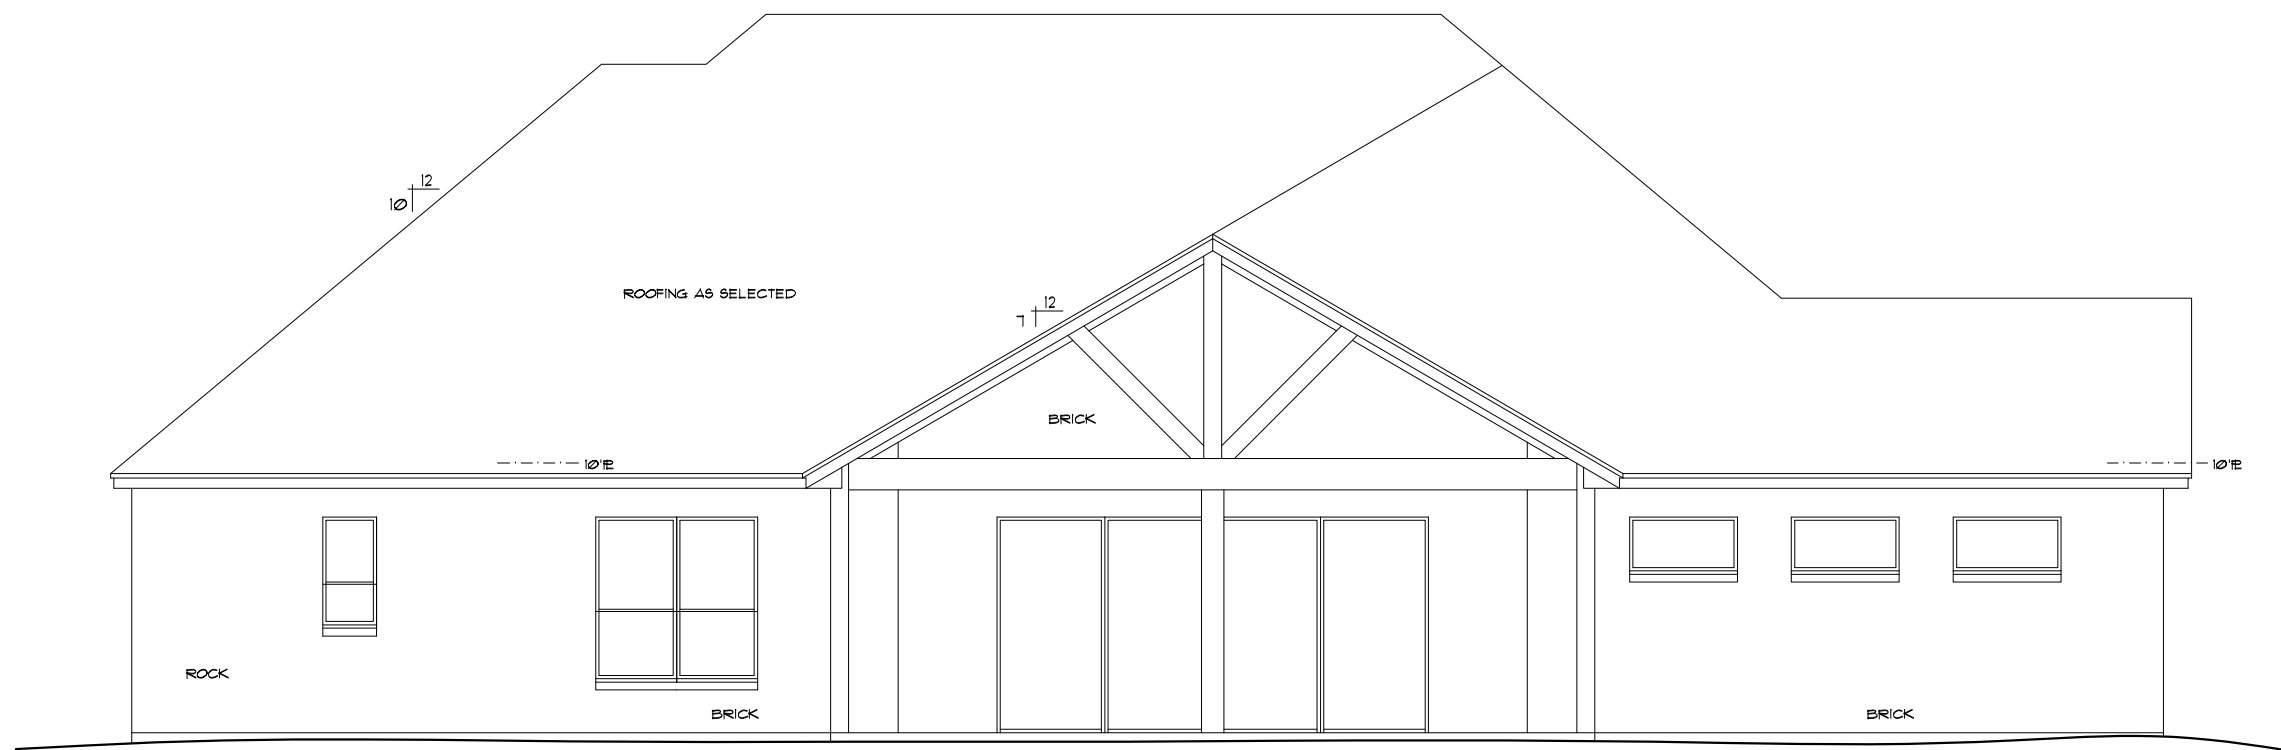 12
10
ROOFING AS SELECTED
12
7
BRICK
10' PL
10' PL
ROCK
BRICK
BRICK